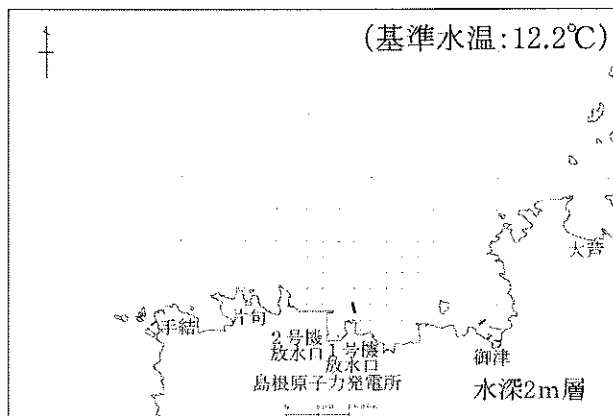 (基準水温:12.2℃)
大芦
手結
片句
2号機
放水口
1号機
放水口
御津
島根原子力発電所
水深2m層